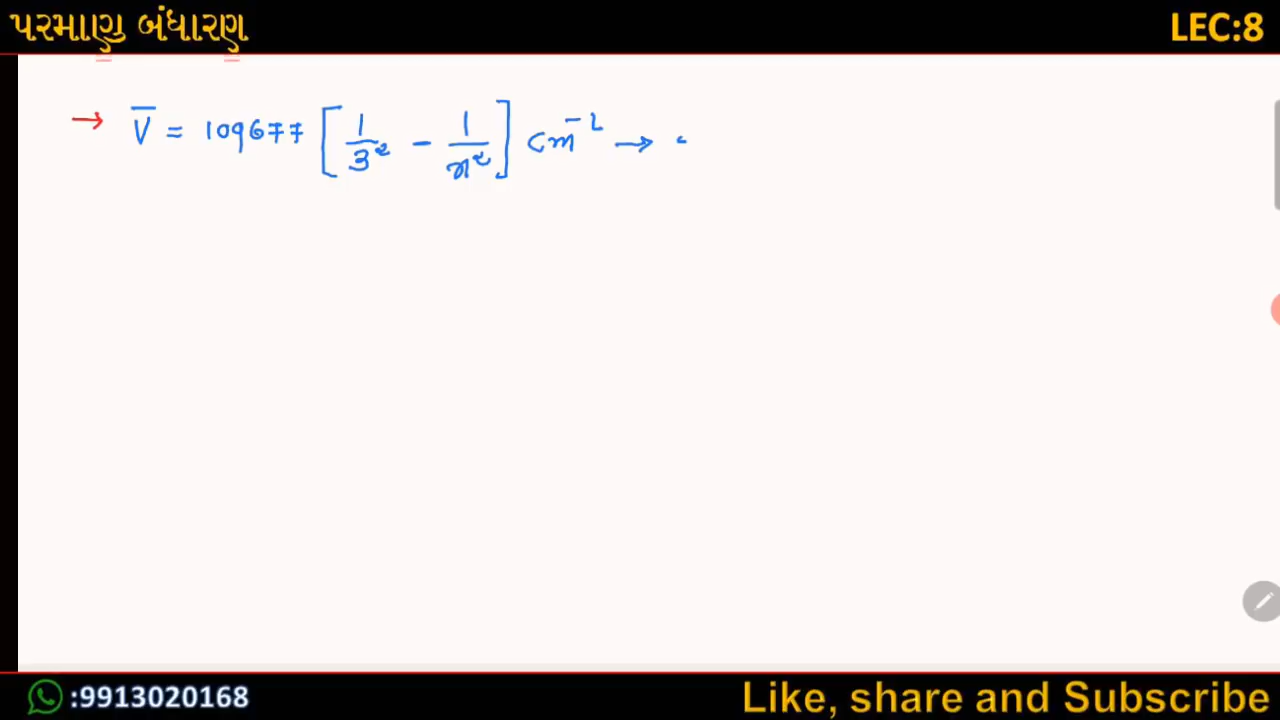 પરમાણુ બંધારણ
LEC:8
→ V̅ = 109677 [1/3² - 1/n²] cm⁻¹ →
:9913020168
Like, share and Subscribe